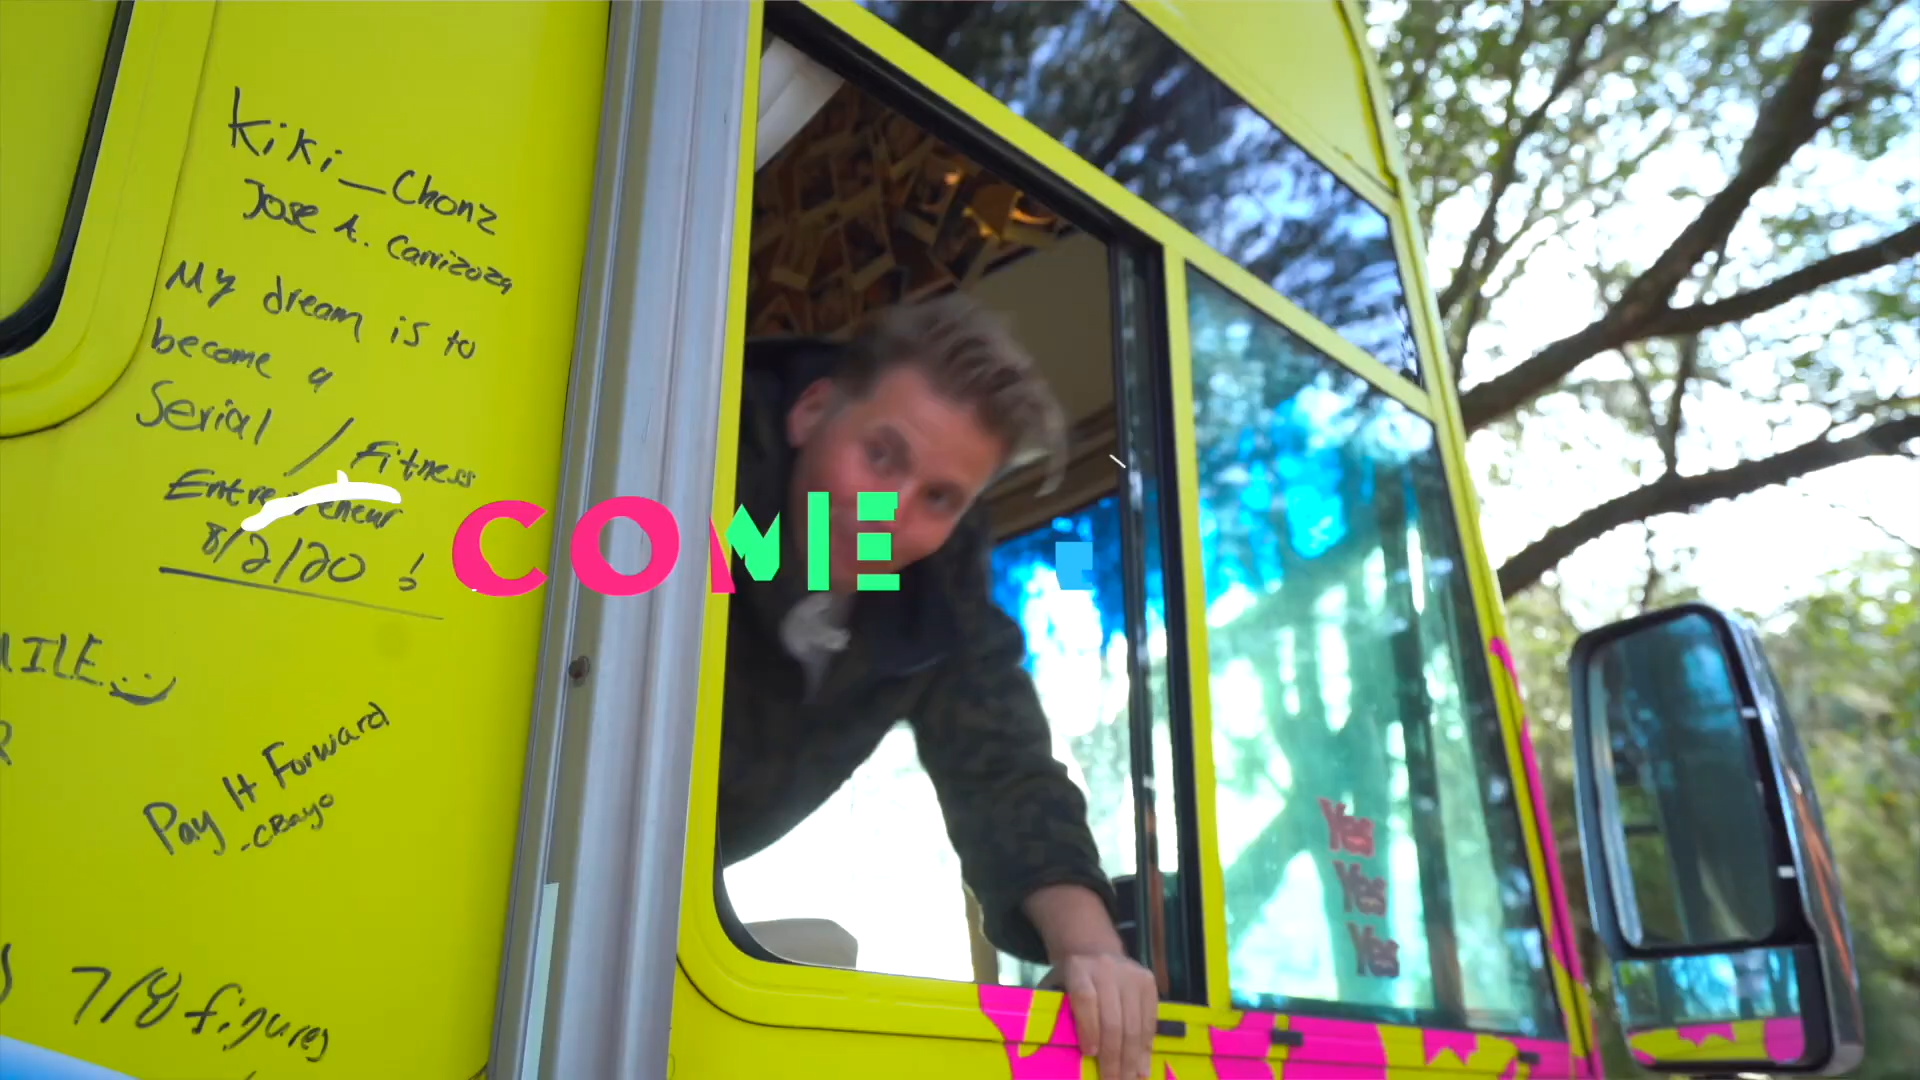 Kiki_Chonz
Jose A. Carrizoza
My dream is to
become a
Serial / Fitness
Entrepreneur
8/2/20
COME
Pay It Forward
-CBayo
Yes
Yes
Yes
7/8 figures